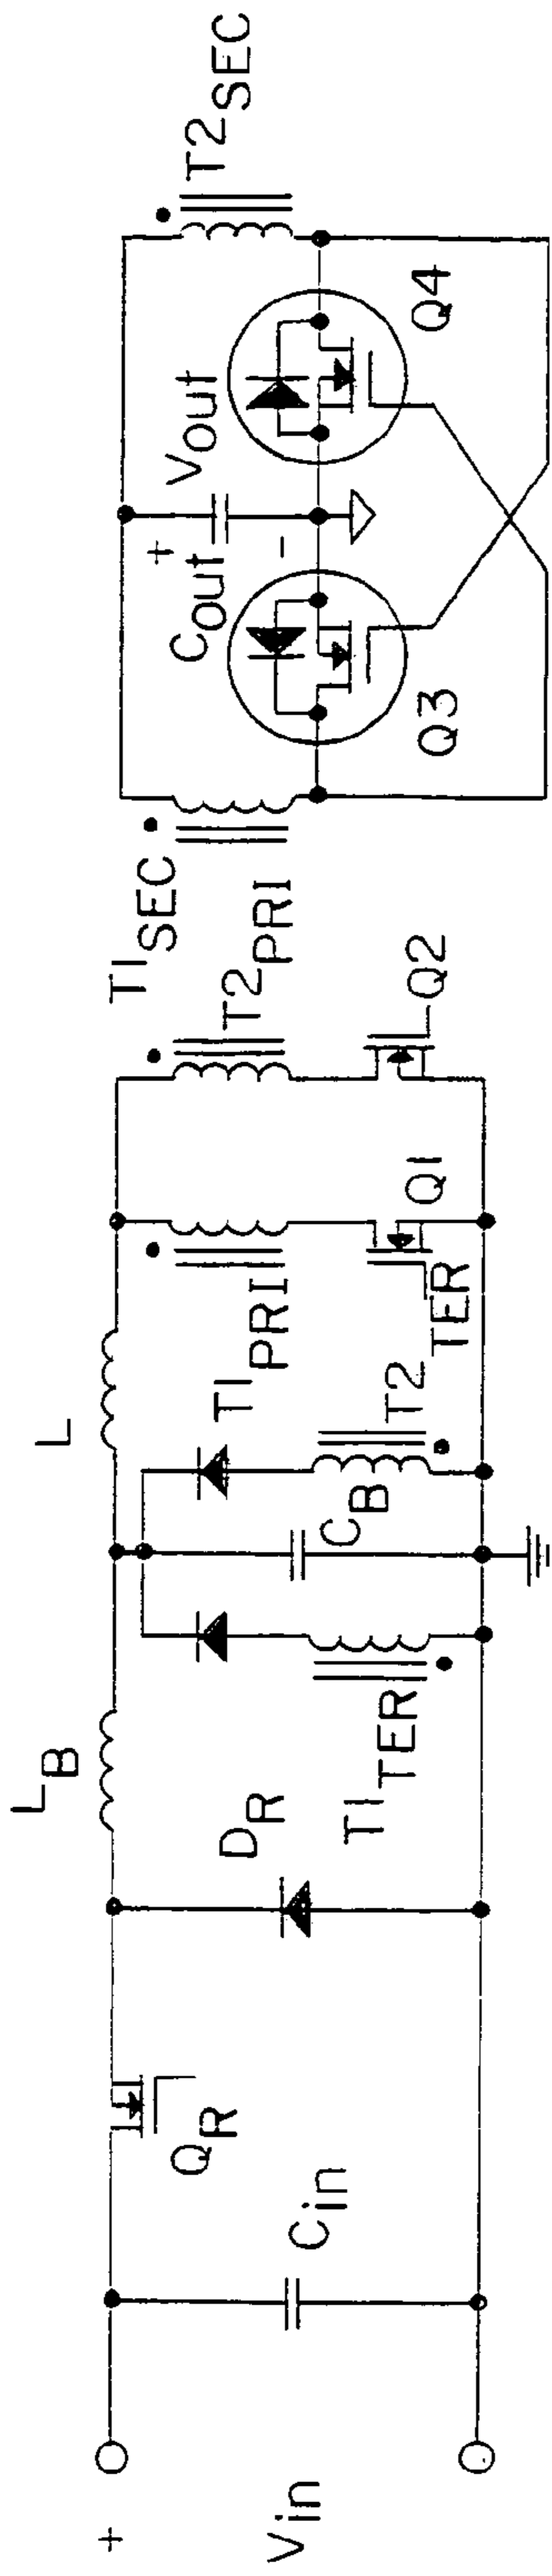 +
Vin
Cin
QR
DR
LB
T1TER
CB
T2TER
L
T1PRI
Q1
T2PRI
Q2
T1SEC
Q3
Cout
+
-
Vout
Q4
T2SEC